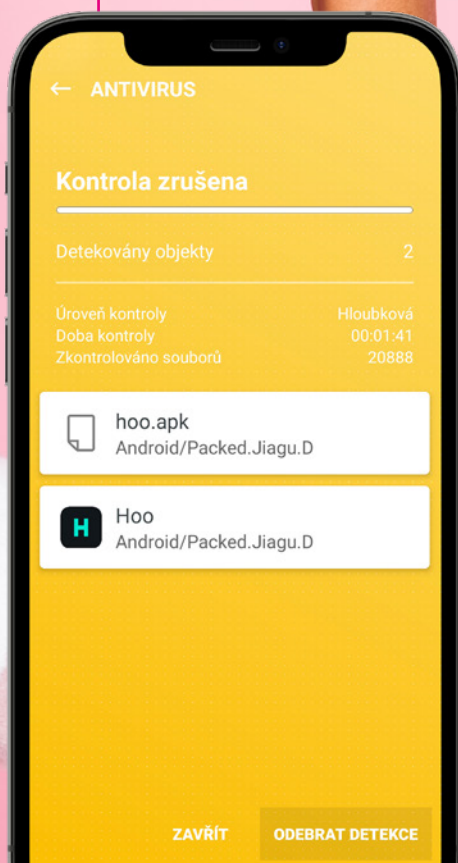 ← ANTIVIRUS
Kontrola zrušena
Detekovány objekty 2
Úroveň kontroly Hloubková
Doba kontroly 00:01:41
Zkontrolováno souborů 20888
hoo.apk
Android/Packed.Jiagu.D
H Hoo
Android/Packed.Jiagu.D
ZAVŘÍT ODEBRAT DETEKCE